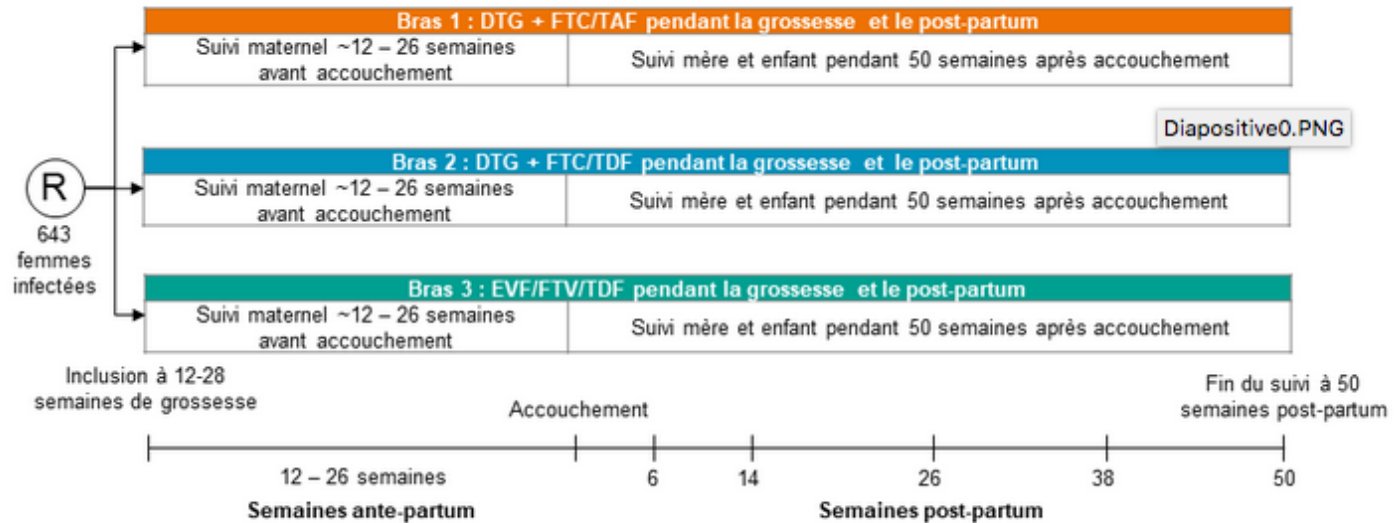 Bras 1 : DTG + FTC/TAF pendant la grossesse et le post-partum
Suivi maternel ~12 – 26 semaines
avant accouchement
Suivi mère et enfant pendant 50 semaines après accouchement
Diapositive0.PNG
Bras 2 : DTG + FTC/TDF pendant la grossesse et le post-partum
Suivi maternel ~12 – 26 semaines
avant accouchement
Suivi mère et enfant pendant 50 semaines après accouchement
R
643
femmes
infectées
Bras 3 : EVF/FTV/TDF pendant la grossesse et le post-partum
Suivi maternel ~12 – 26 semaines
avant accouchement
Suivi mère et enfant pendant 50 semaines après accouchement
Inclusion à 12-28
semaines de grossesse
Accouchement
Fin du suivi à 50
semaines post-partum
12 – 26 semaines
6
14
26
38
50
Semaines ante-partum
Semaines post-partum